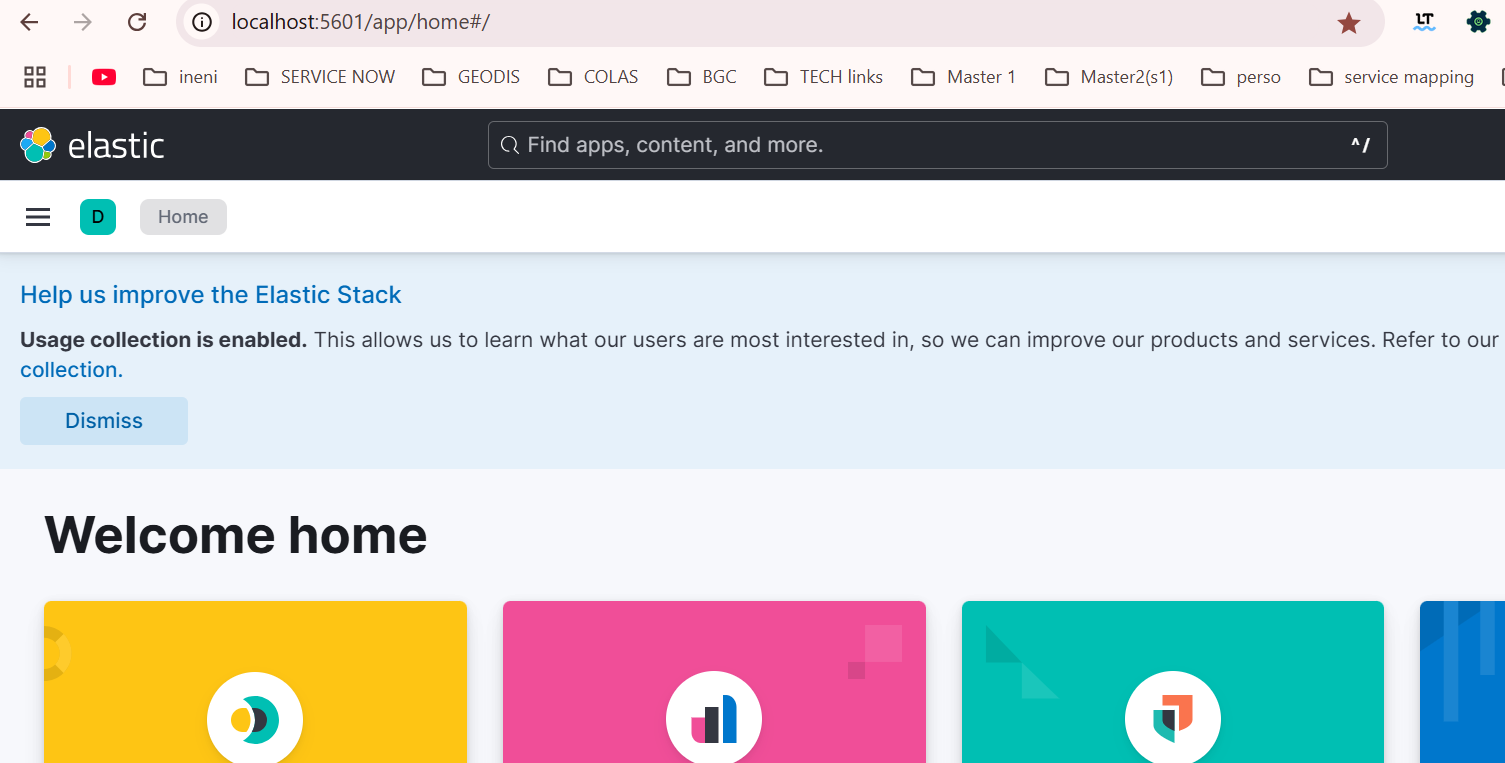 localhost:5601/app/home#/
LT
ineni SERVICE NOW GEODIS COLAS BGC TECH links Master 1 Master2(s1) perso service mapping
elastic Find apps, content, and more. ^/
D Home
Help us improve the Elastic Stack
Usage collection is enabled. This allows us to learn what our users are most interested in, so we can improve our products and services. Refer to our
collection.
Dismiss
Welcome home